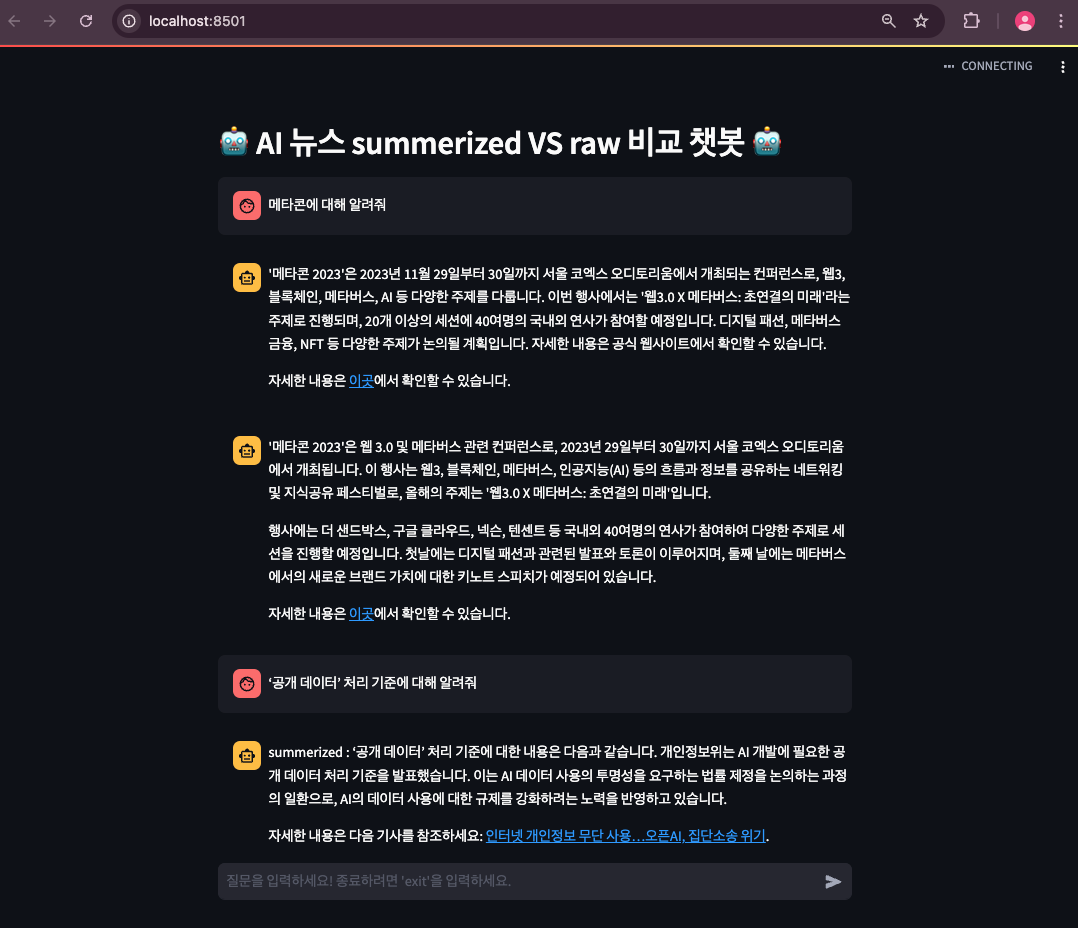 localhost:8501
CONNECTING
AI 뉴스 summerized VS raw 비교 챗봇
메타콘에 대해 알려줘
'메타콘 2023'은 2023년 11월 29일부터 30일까지 서울 코엑스 오디토리움에서 개최되는 컨퍼런스로, 웹3,
블록체인, 메타버스, AI 등 다양한 주제를 다룹니다. 이번 행사에서는 '웹3.0 X 메타버스: 초연결의 미래'라는
주제로 진행되며, 20개 이상의 세션에 40여명의 국내외 연사가 참여할 예정입니다. 디지털 패션, 메타버스
금융, NFT 등 다양한 주제가 논의될 계획입니다. 자세한 내용은 공식 웹사이트에서 확인할 수 있습니다.
자세한 내용은 이곳에서 확인할 수 있습니다.
'메타콘 2023'은 웹 3.0 및 메타버스 관련 컨퍼런스로, 2023년 29일부터 30일까지 서울 코엑스 오디토리움
에서 개최됩니다. 이 행사는 웹3, 블록체인, 메타버스, 인공지능(AI) 등의 흐름과 정보를 공유하는 네트워킹
및 지식공유 페스티벌로, 올해의 주제는 '웹3.0 X 메타버스: 초연결의 미래'입니다.
행사에는 더 샌드박스, 구글 클라우드, 넥슨, 텐센트 등 국내외 40여명의 연사가 참여하여 다양한 주제로 세
션을 진행할 예정입니다. 첫날에는 디지털 패션과 관련된 발표와 토론이 이루어지며, 둘째 날에는 메타버스
에서의 새로운 브랜드 가치에 대한 키노트 스피치가 예정되어 있습니다.
자세한 내용은 이곳에서 확인할 수 있습니다.
‘공개 데이터’ 처리 기준에 대해 알려줘
summerized : ‘공개 데이터’ 처리 기준에 대한 내용은 다음과 같습니다. 개인정보위는 AI 개발에 필요한 공
개 데이터 처리 기준을 발표했습니다. 이는 AI 데이터 사용의 투명성을 요구하는 법률 제정을 논의하는 과정
의 일환으로, AI의 데이터 사용에 대한 규제를 강화하려는 노력을 반영하고 있습니다.
자세한 내용은 다음 기사를 참조하세요: 인터넷 개인정보 무단 사용…오픈AI, 집단소송 위기.
질문을 입력하세요! 종료하려면 'exit'을 입력하세요.